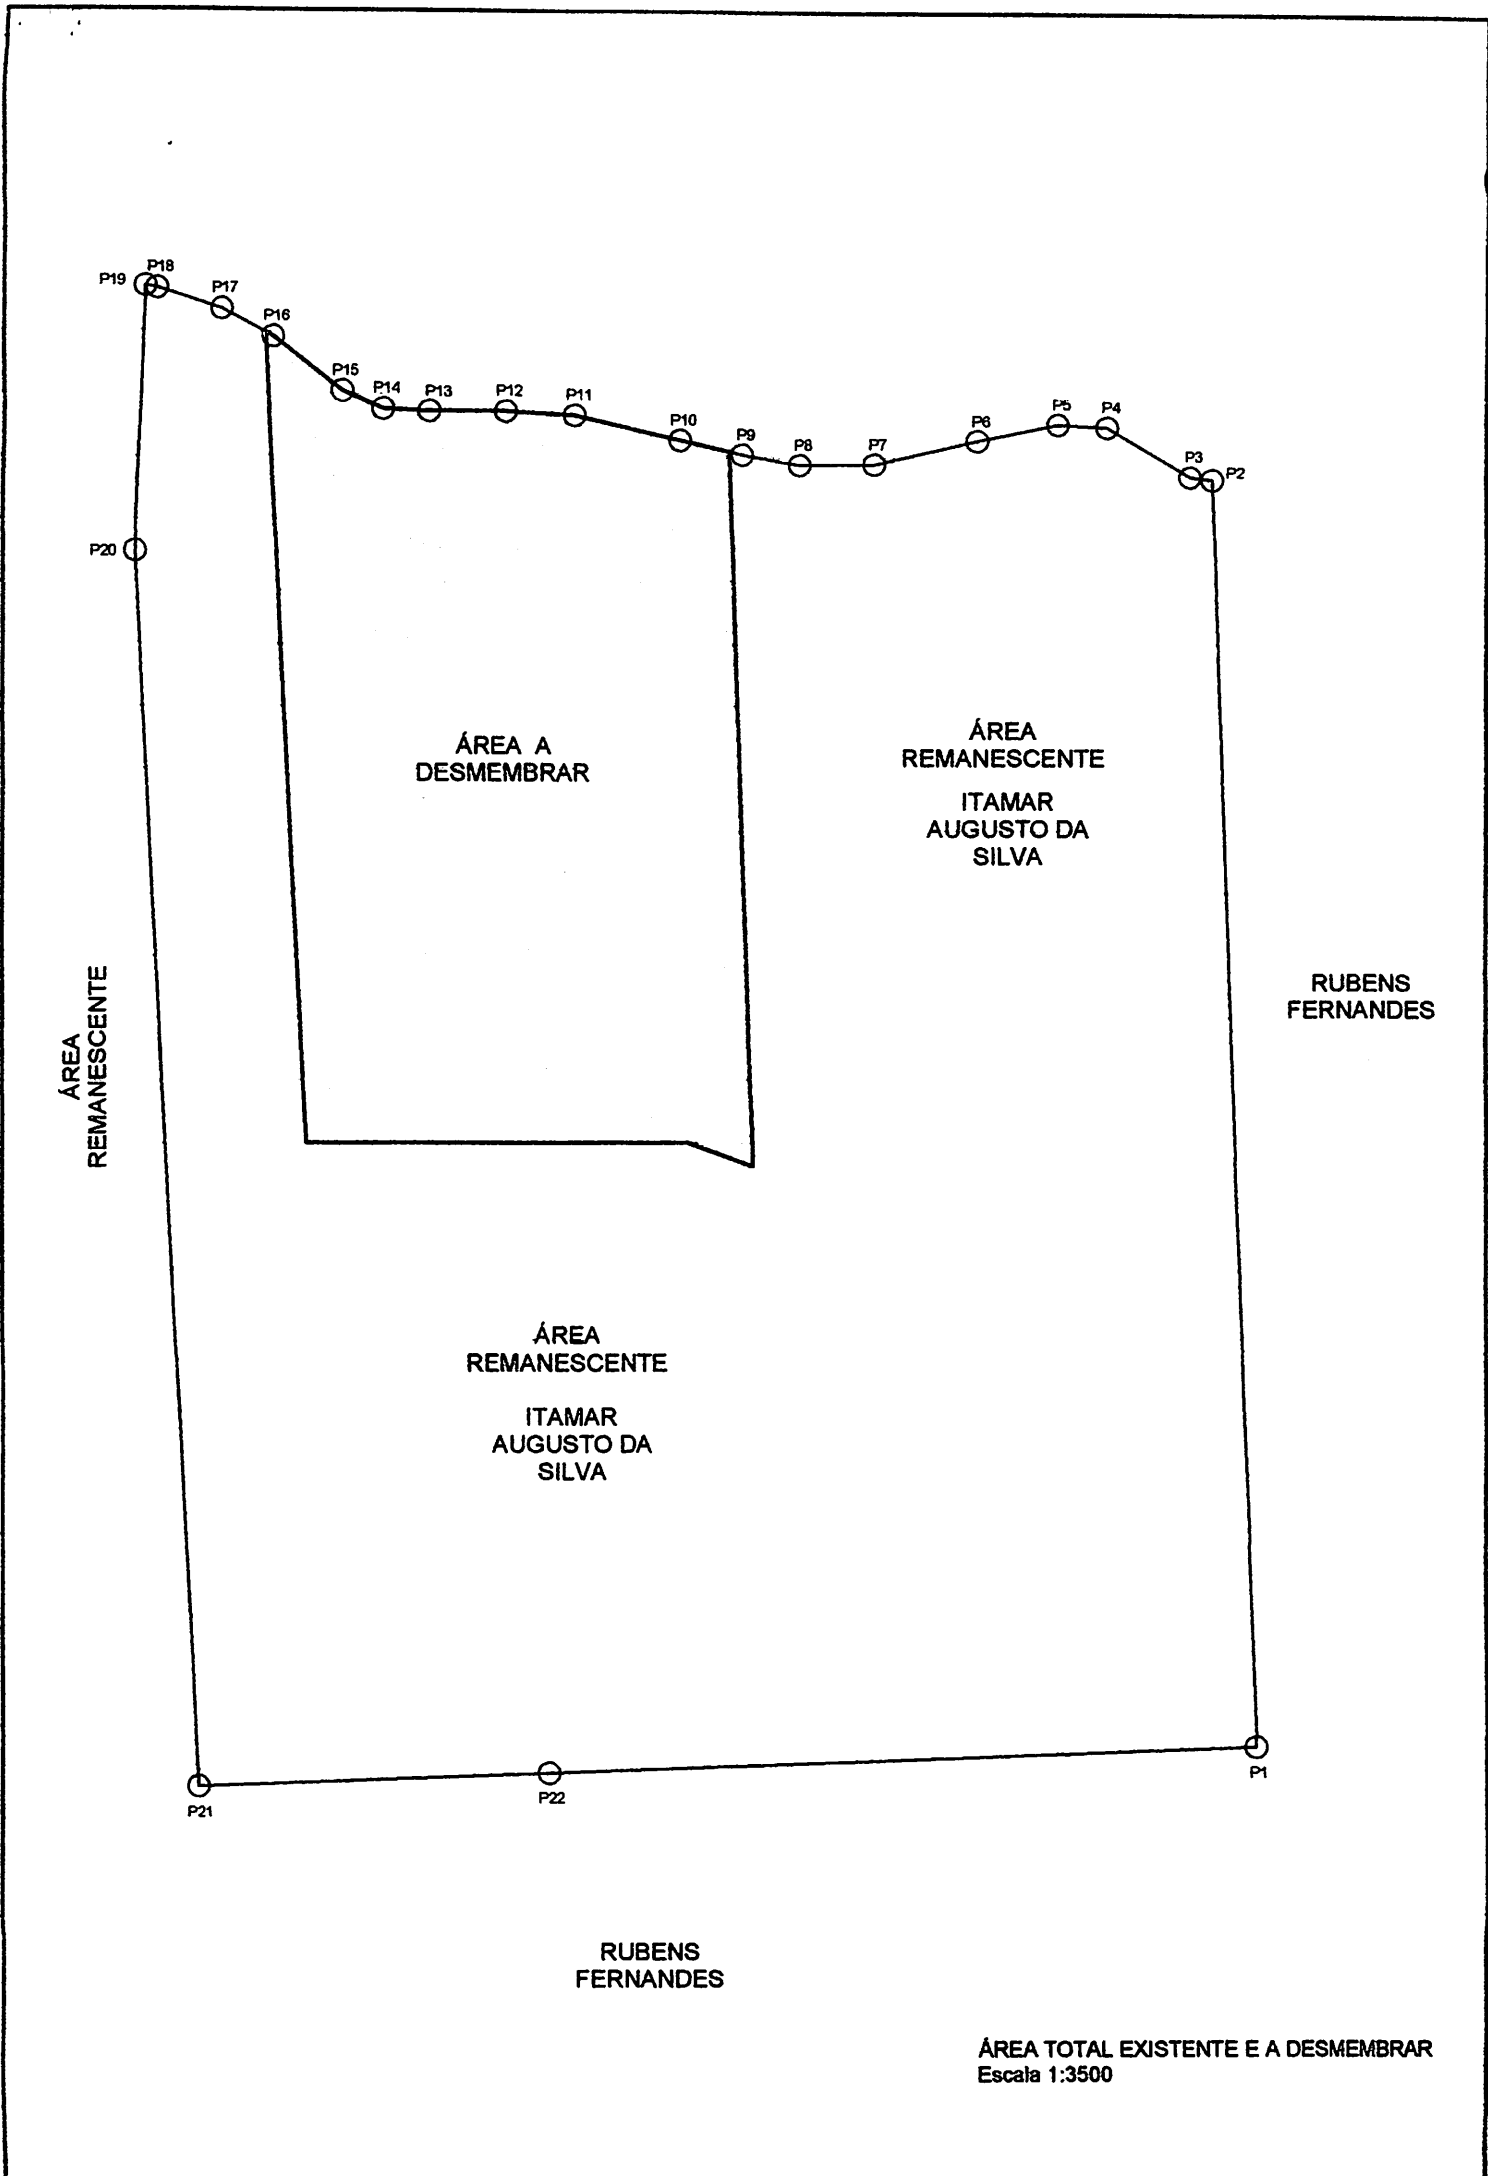 P19
P18
P17
P16
P15
P14
P13
P12
P11
P10
P9
P8
P7
P6
P5
P4
P3
P2
P20
ÁREA A
DESMEMBRAR
ÁREA
REMANESCENTE
ITAMAR
AUGUSTO DA
SILVA
RUBENS
FERNANDES
ÁREA
REMANESCENTE
ÁREA
REMANESCENTE
ITAMAR
AUGUSTO DA
SILVA
P1
P22
P21
RUBENS
FERNANDES
ÁREA TOTAL EXISTENTE E A DESMEMBRAR
Escala 1:3500